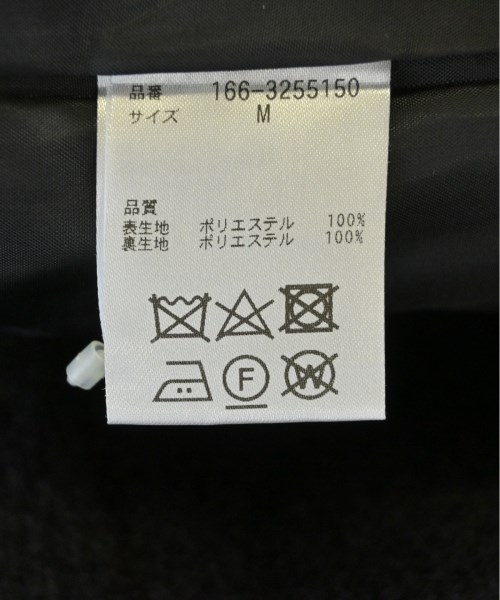 品番 166-3255150
サイズ M
品質
表生地 ポリエステル 100%
裏生地 ポリエステル 100%
F W